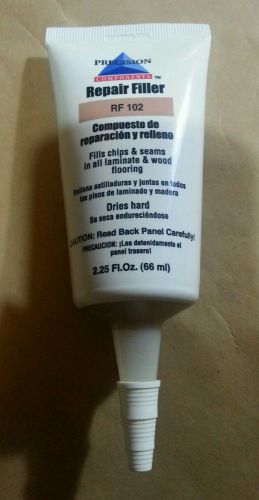 PRECISION
COMPONENTS™
Repair Filler
RF 102
Compuesto de
reparación y relleno
Fills chips & seams
in all laminate & wood
flooring
Rellena astilladuras y juntas en todos
los pisos de laminado y madera
Dries hard
Se seca endureciéndose
CAUTION: Read Back Panel Carefully!
PRECAUCION: ¡Lea detenidamente el
panel trasero!
2.25 Fl.Oz. (66 ml)